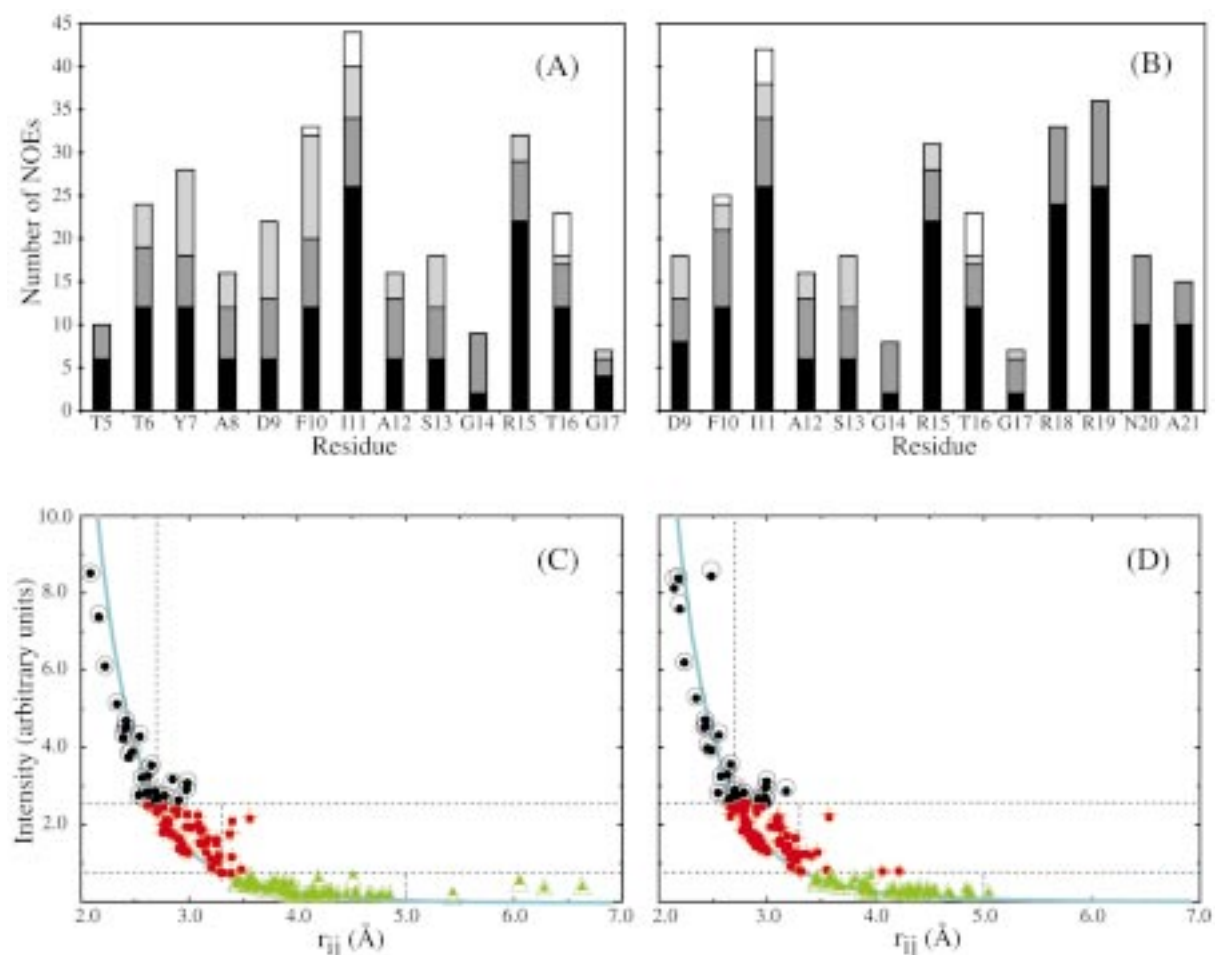 (A)
Number of NOEs
45
40
35
30
25
20
15
10
5
0
T5 T6 Y7 A8 D9 F10 I11 A12 S13 G14 R15 T16 G17
Residue
(B)
D9 F10 I11 A12 S13 G14 R15 T16 G17 R18 R19 N20 A21
Residue
(C)
Intensity (arbitrary units)
10.0
8.0
6.0
4.0
2.0
2.0 3.0 4.0 5.0 6.0 7.0
rij (Å)
(D)
2.0 3.0 4.0 5.0 6.0 7.0
rij (Å)